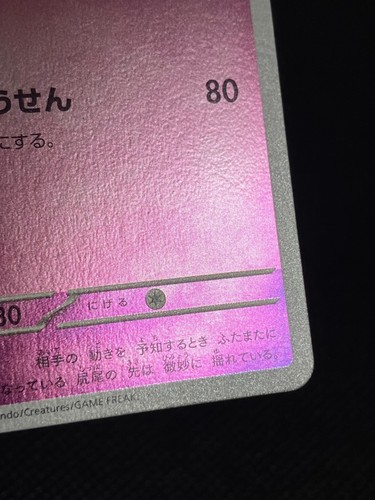 うせん 80
にする。
30 にげる
相手の 動きを 予知するとき ふたまたに
なっている 尻尾の 先は 微妙に 揺れている。
ndo/Creatures/GAME FREAK.